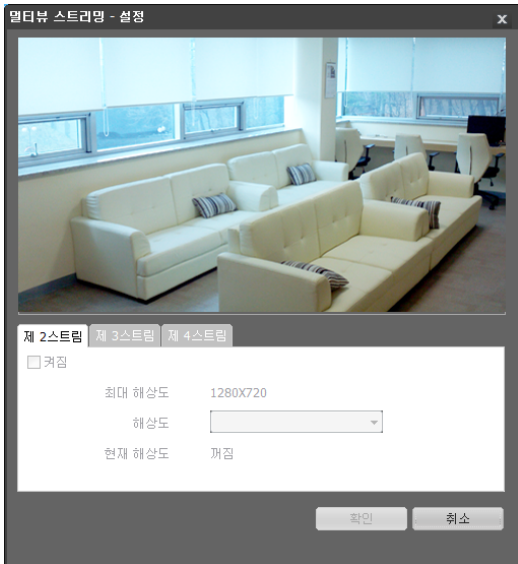 멀티뷰 스트리밍 - 설정 x
제 2스트림 제 3스트림 제 4스트림
켜짐
최대 해상도 1280X720
해상도
현재 해상도 꺼짐
확인 취소